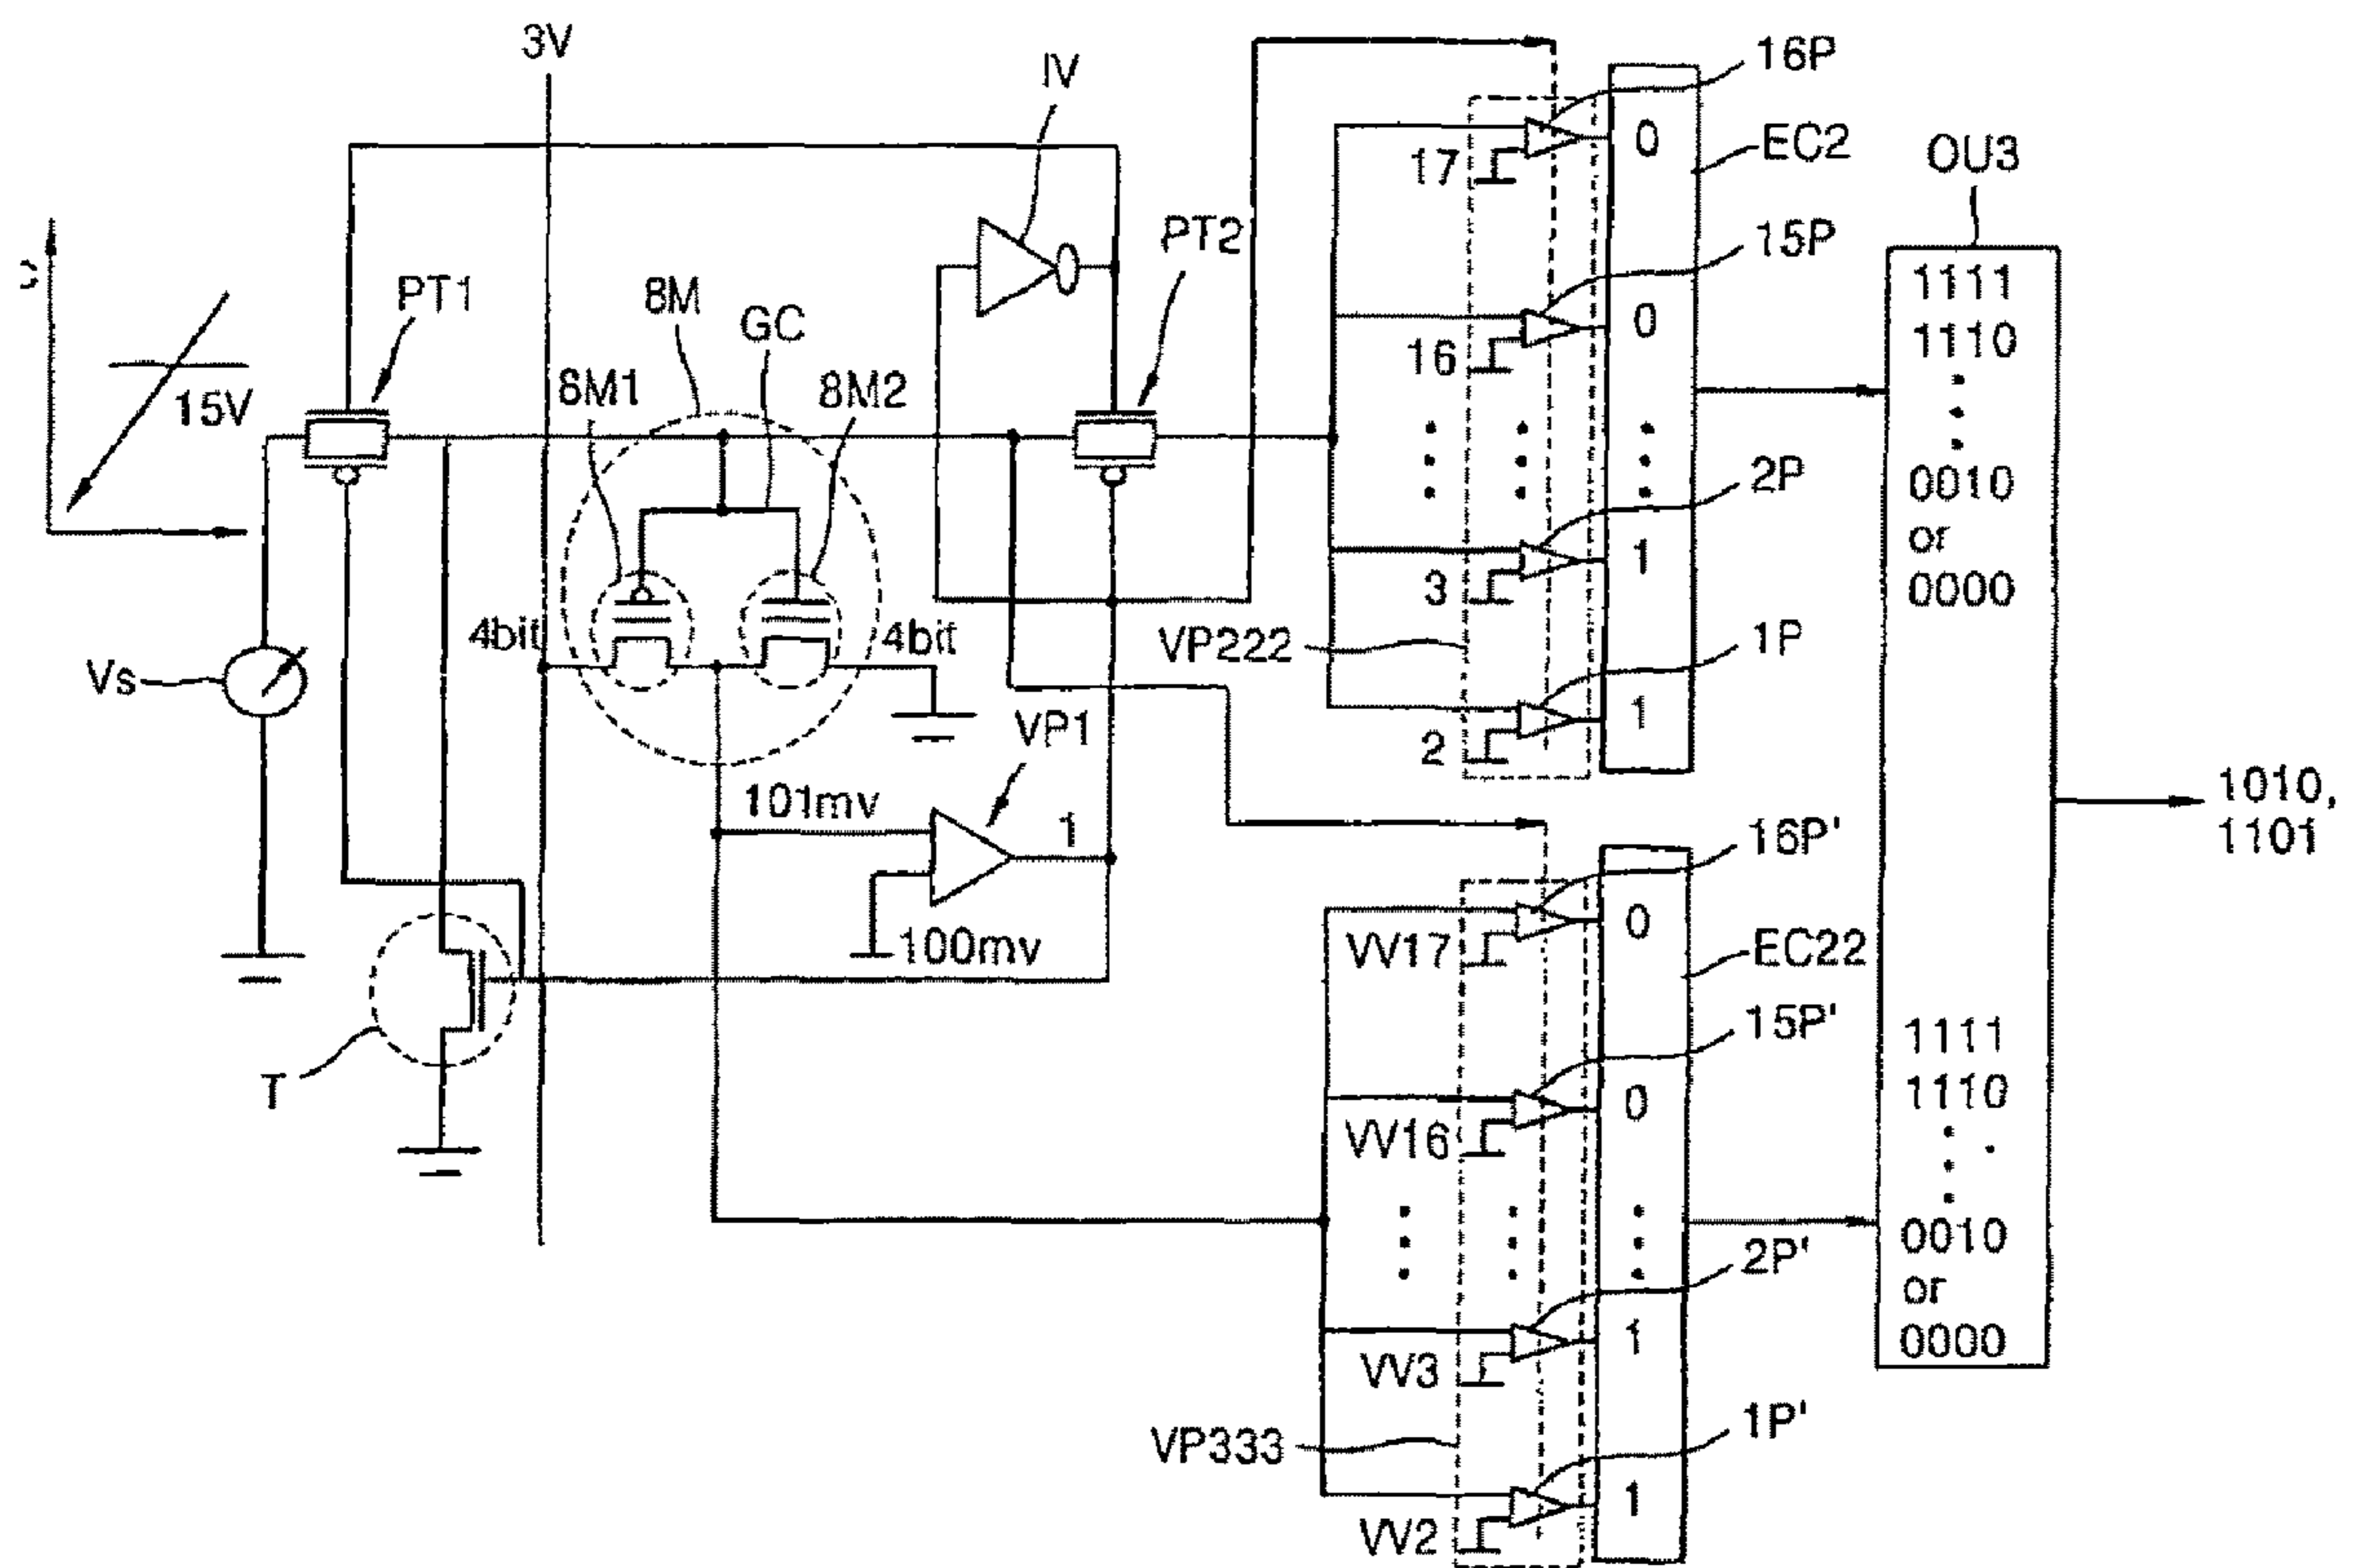 3V
IV
16P
EC2
OU3
17
0
15P
PT2
1111
1110
8M
GC
PT1
16
0
15V
6M1
8M2
2P
0010
or
0000
3
1
4bit
4bit
VP222
1P
Vs
VP1
2
1
101mv
1
1010,
1101
16P'
100mv
VV17
0
EC22
15P'
T
1111
1110
VV16
0
2P'
0010
or
0000
VV3
1
1P'
VP333
VV2
1